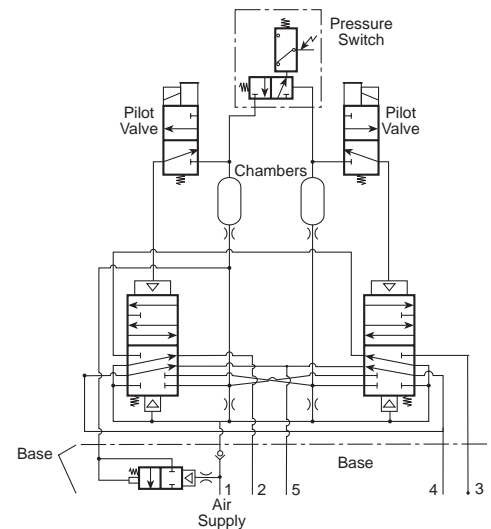 Pressure
Switch
Pilot
Valve
Pilot
Valve
Chambers
Base
Base
1 2 5 4 3
Air
Supply